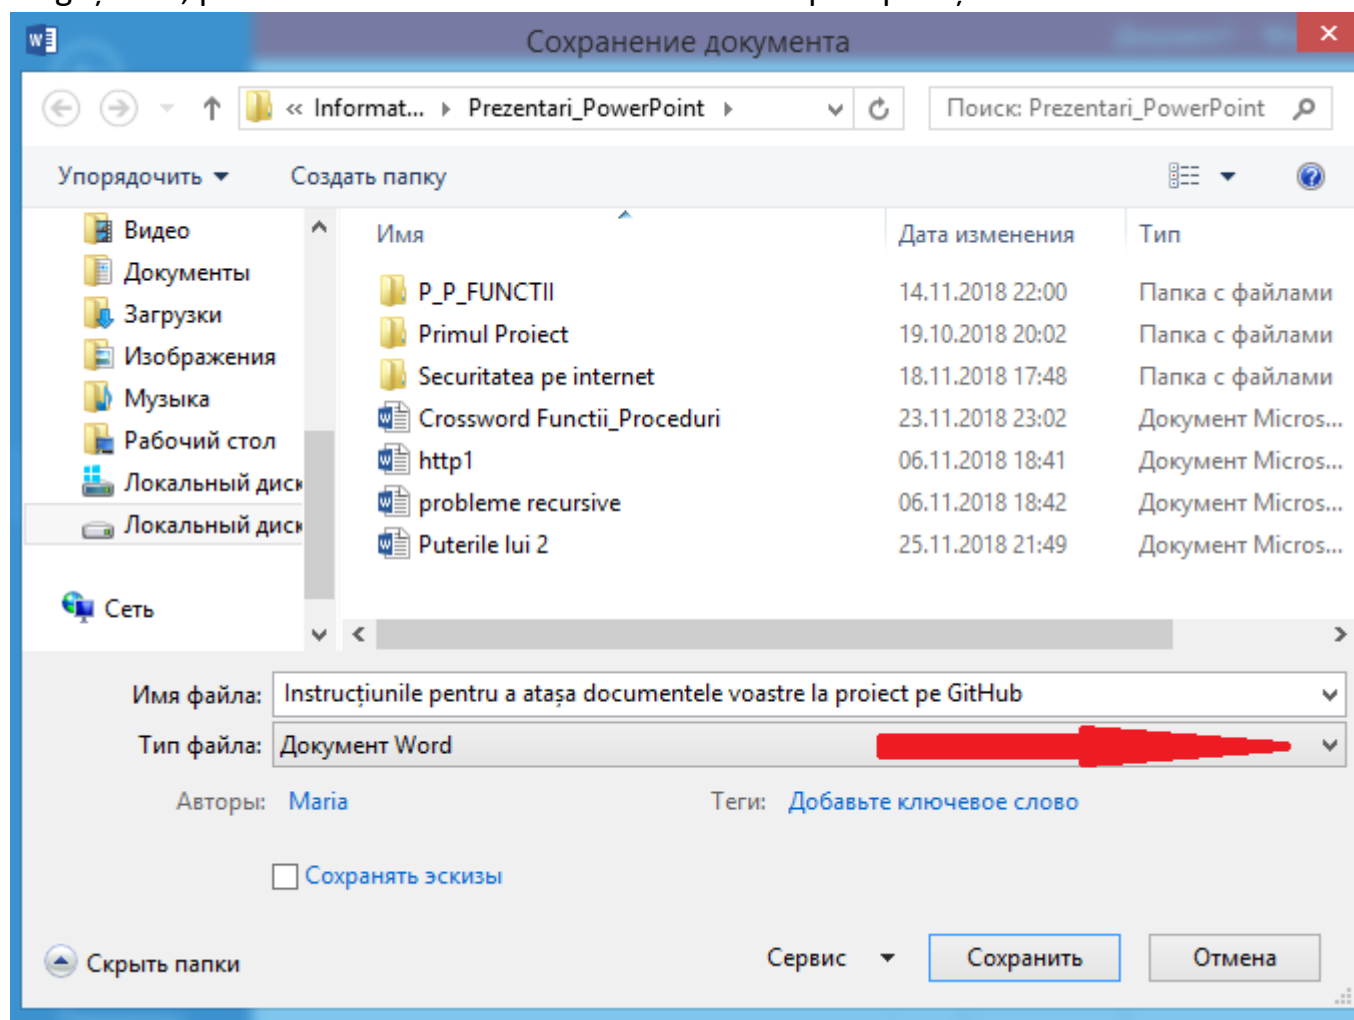 Сохранение документа
« Informat... Prezentari_PowerPoint Поиск: Prezentari_PowerPoint
Упорядочить Создать папку
Имя Дата изменения Тип
Видео
Документы
Загрузки
Изображения
Музыка
Рабочий стол
Локальный диск
Локальный диск
Сеть
P_P_FUNCTII 14.11.2018 22:00 Папка с файлами
Primul Proiect 19.10.2018 20:02 Папка с файлами
Securitatea pe internet 18.11.2018 17:48 Папка с файлами
Crossword Functii_Proceduri 23.11.2018 23:02 Документ Micros...
http1 06.11.2018 18:41 Документ Micros...
probleme recursive 06.11.2018 18:42 Документ Micros...
Puterile lui 2 25.11.2018 21:49 Документ Micros...
Имя файла: Instrucțiunile pentru a atașa documentele voastre la proiect pe GitHub
Тип файла: Документ Word
Авторы: Maria Теги: Добавьте ключевое слово
Сохранять эскизы
Скрыть папки Сервис Сохранить Отмена